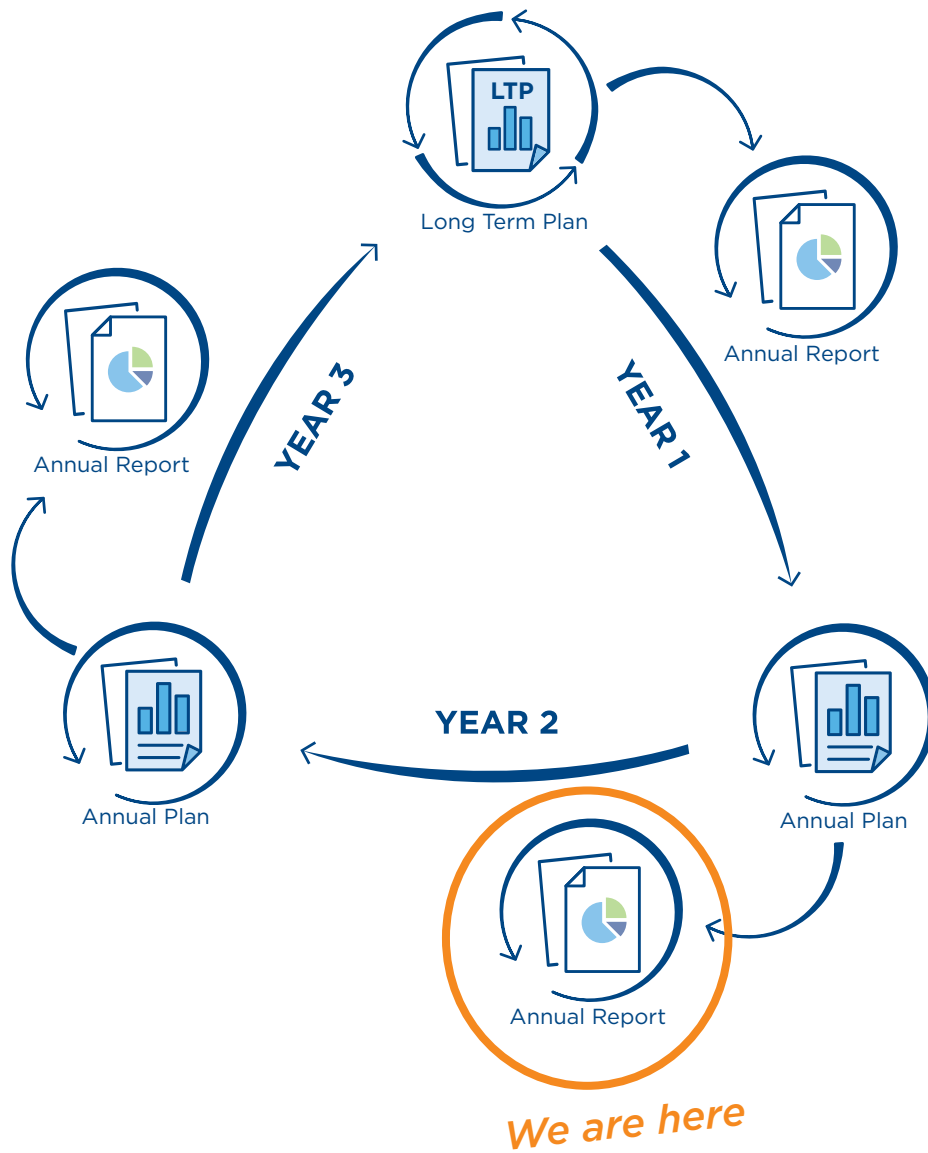 LTP
Long Term Plan
Annual Report
YEAR 3
YEAR 1
Annual Report
YEAR 2
Annual Plan
Annual Plan
Annual Report
We are here